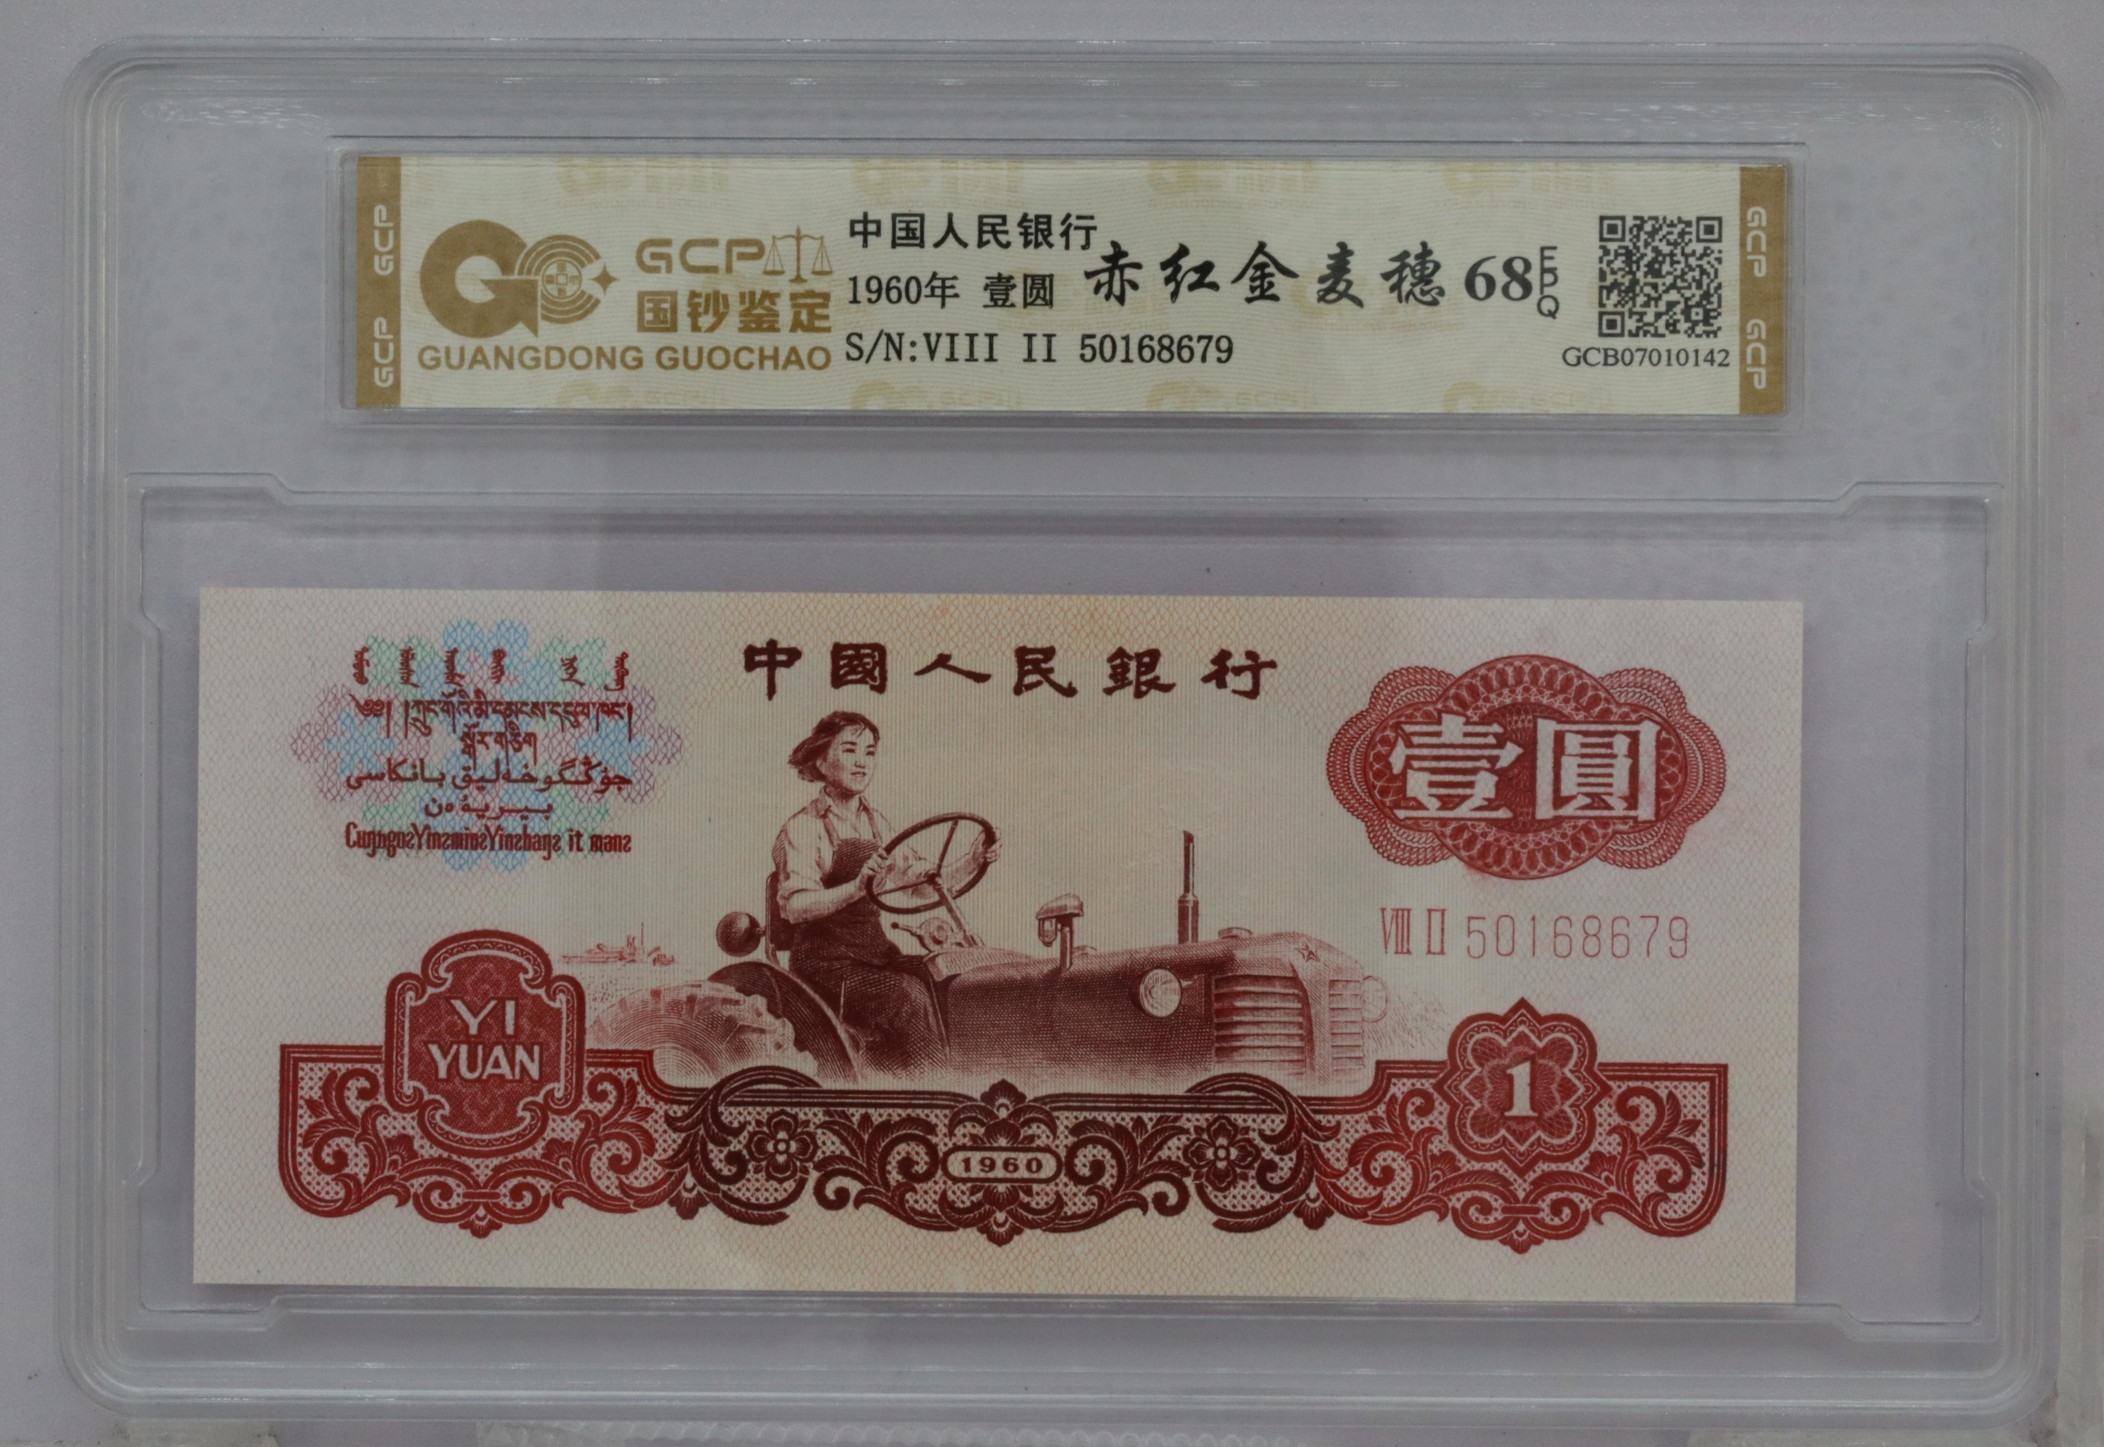 GCP
GCP
GCP
国钞鉴定
GUANGDONG GUOCHAO
中国人民银行
1960年 壹圆
赤红金麦穗
68 EPQ
S/N:VIII II 50168679
GCB07010142
GCP
GCP
中國人民銀行
壹圓
VIII II 50168679
YI
YUAN
1
1960